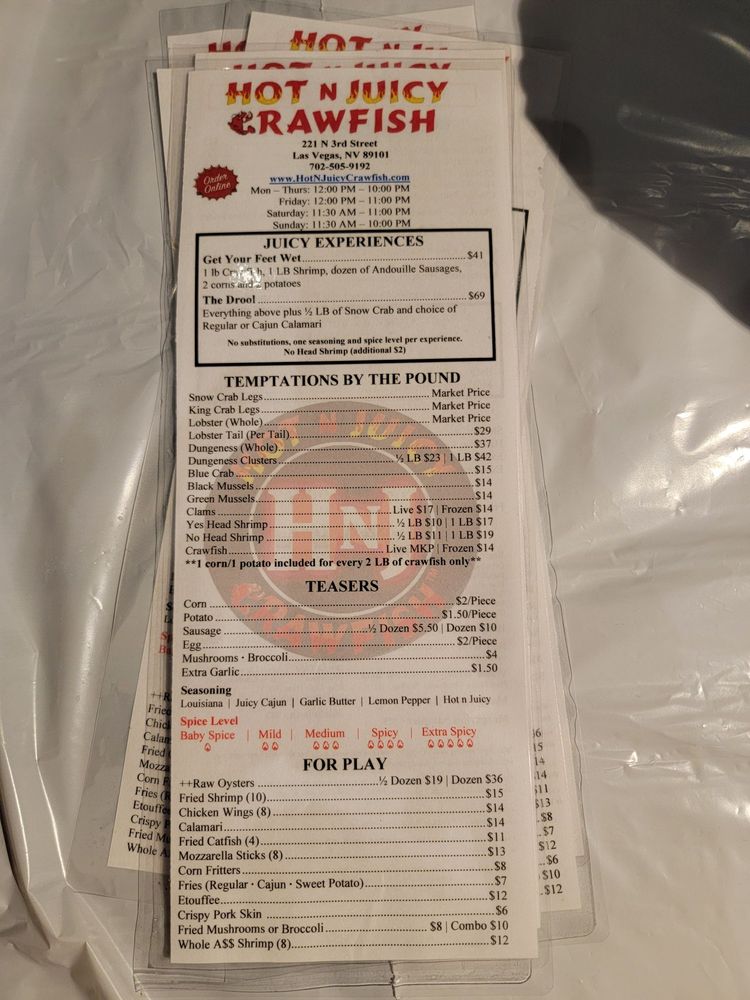 HOT N JUICY
CRAWFISH
221 N 3rd Street
Las Vegas, NV 89101
702-505-9192
Order Online
www.HotNJuicyCrawfish.com
Mon – Thurs: 12:00 PM – 10:00 PM
Friday: 12:00 PM – 11:00 PM
Saturday: 11:30 AM – 11:00 PM
Sunday: 11:30 AM – 10:00 PM
JUICY EXPERIENCES
Get Your Feet Wet........$41
1 lb Crawfish, 1 LB Shrimp, dozen of Andouille Sausages,
2 corns and 2 potatoes
The Drool........$69
Everything above plus ½ LB of Snow Crab and choice of
Regular or Cajun Calamari
No substitutions, one seasoning and spice level per experience.
No Head Shrimp (additional $2)
TEMPTATIONS BY THE POUND
Snow Crab Legs........Market Price
King Crab Legs........Market Price
Lobster (Whole)........Market Price
Lobster Tail (Per Tail)........$29
Dungeness (Whole)........$37
Dungeness Clusters........½ LB $23 | 1 LB $42
Blue Crab........$15
Black Mussels........$14
Green Mussels........$14
Clams........Live $17 | Frozen $14
Yes Head Shrimp........½ LB $10 | 1 LB $17
No Head Shrimp........½ LB $11 | 1 LB $19
Crawfish........Live MKP | Frozen $14
**1 corn/1 potato included for every 2 LB of crawfish only**
TEASERS
Corn........$2/Piece
Potato........$1.50/Piece
Sausage........½ Dozen $5.50 | Dozen $10
Egg........$2/Piece
Mushrooms · Broccoli........$4
Extra Garlic........$1.50
Seasoning
Louisiana | Juicy Cajun | Garlic Butter | Lemon Pepper | Hot n Juicy
Spice Level
Baby Spice | Mild | Medium | Spicy | Extra Spicy
FOR PLAY
++Raw Oysters........½ Dozen $19 | Dozen $36
Fried Shrimp (10)........$15
Chicken Wings (8)........$14
Calamari........$14
Fried Catfish (4)........$11
Mozzarella Sticks (8)........$13
Corn Fritters........$8
Fries (Regular · Cajun · Sweet Potato)........$7
Etouffee........$12
Crispy Pork Skin........$6
Fried Mushrooms or Broccoli........$8 | Combo $10
Whole A$$ Shrimp (8)........$12